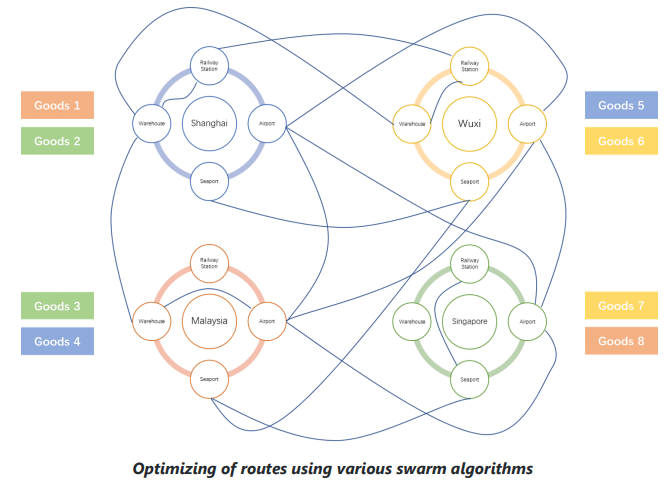 Goods 1
Goods 2
Railway
Station
Warehouse
Shanghai
Airport
Seaport
Railway
Station
Warehouse
Wuxi
Airport
Seaport
Goods 5
Goods 6
Goods 3
Goods 4
Railway
Station
Warehouse
Malaysia
Airport
Seaport
Railway
Station
Warehouse
Singapore
Airport
Seaport
Goods 7
Goods 8
Optimizing of routes using various swarm algorithms